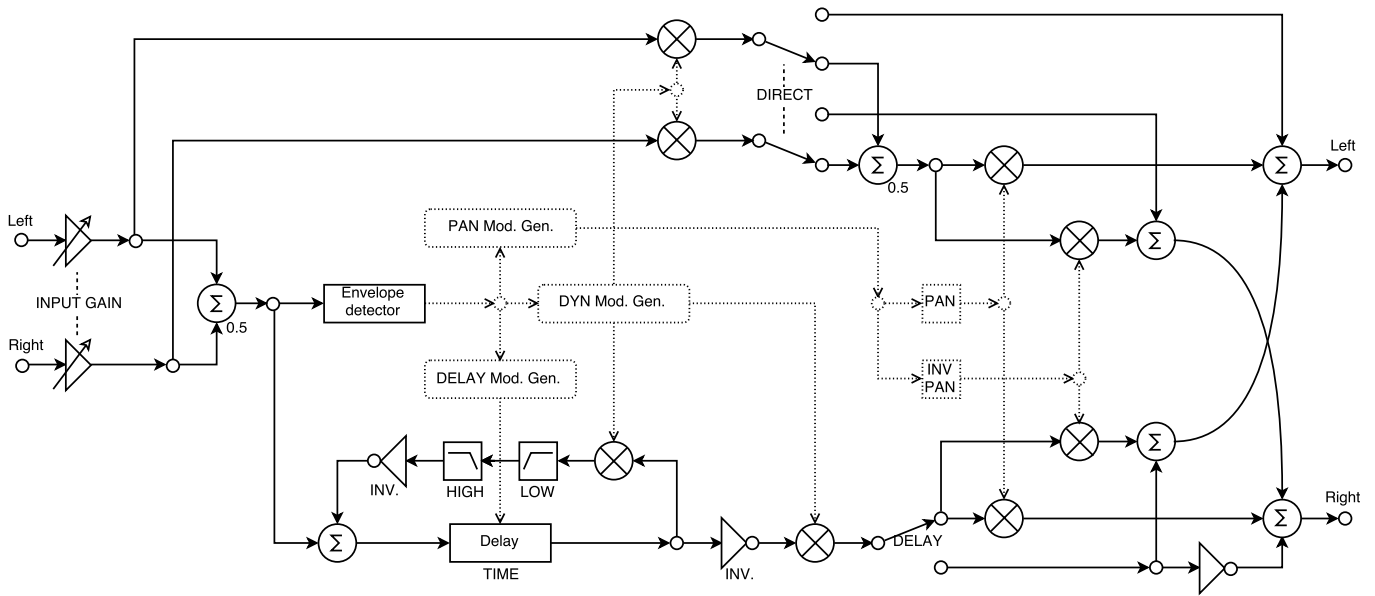 DIRECT
Left
Σ
Σ
0.5
Left
PAN Mod. Gen.
Σ
INPUT GAIN
Σ
0.5
Envelope
detector
DYN Mod. Gen.
PAN
Right
DELAY Mod. Gen.
INV
PAN
Σ
INV.
HIGH
LOW
Right
Σ
Σ
Delay
DELAY
TIME
INV.